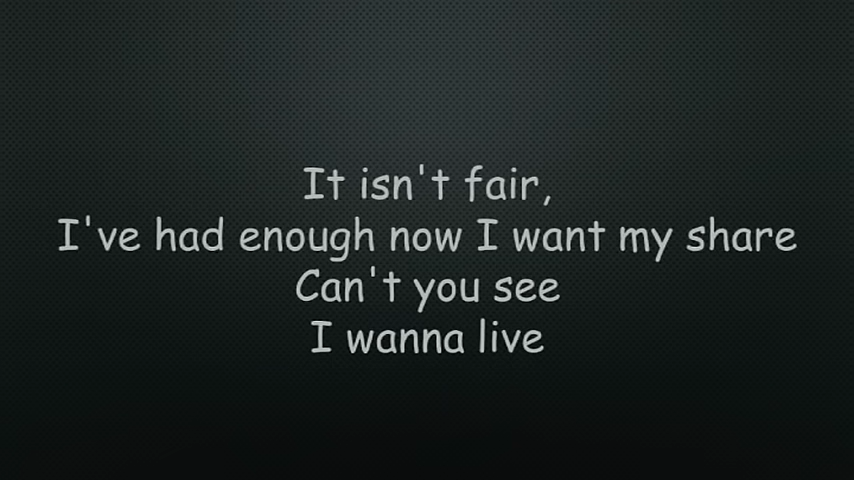 It isn't fair,
I've had enough now I want my share
Can't you see
I wanna live